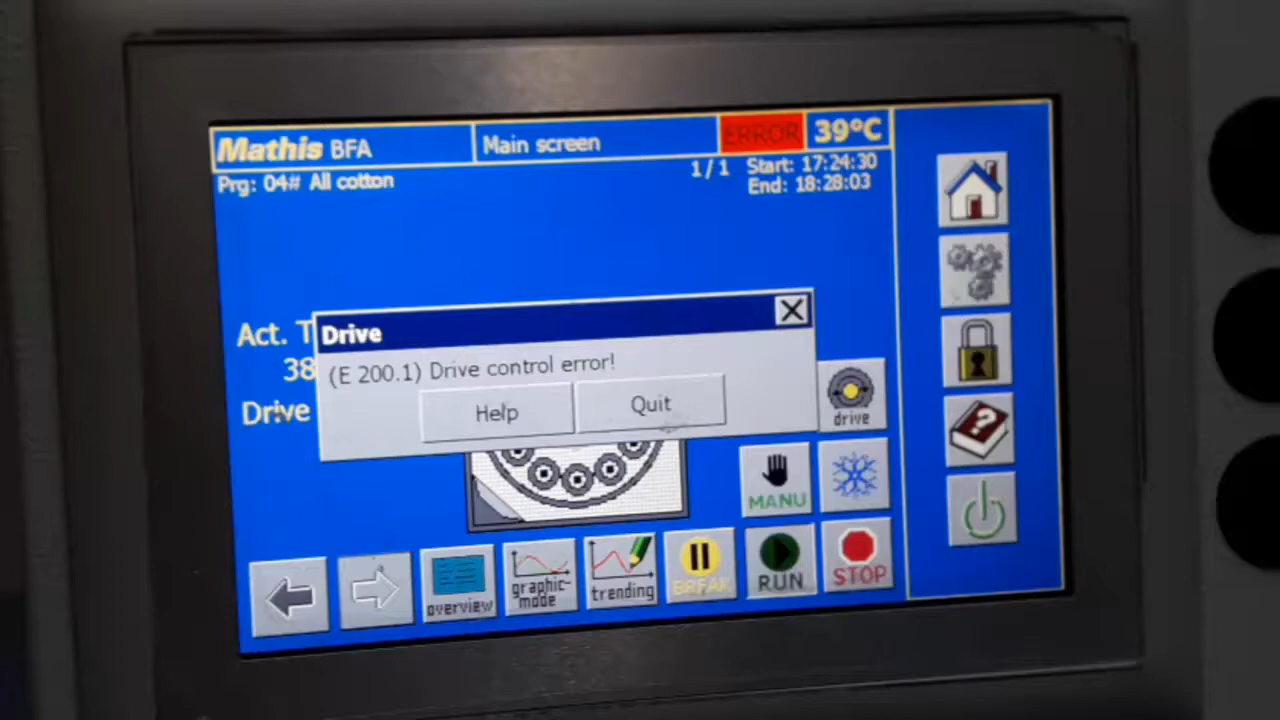 Mathis BFA
Main screen
ERROR
39°C
Prg: 04# All cotton
1/1
Start: 17:24:30
End: 18:28:03
Act. T
38
Drive
Drive
(E 200.1) Drive control error!
Help
Quit
drive
MANU
overview
graphic-
mode
trending
BREAK
RUN
STOP